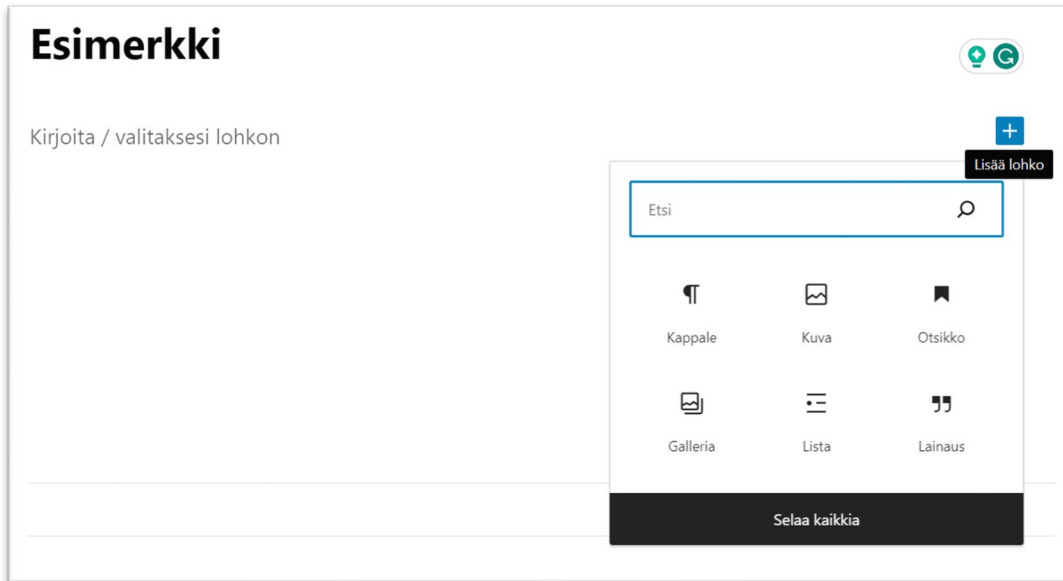 Esimerkki
Kirjoita / valitaksesi lohkon
Lisää lohko
Etsi
Kappale Kuva Otsikko
Galleria Lista Lainaus
Selaa kaikkia